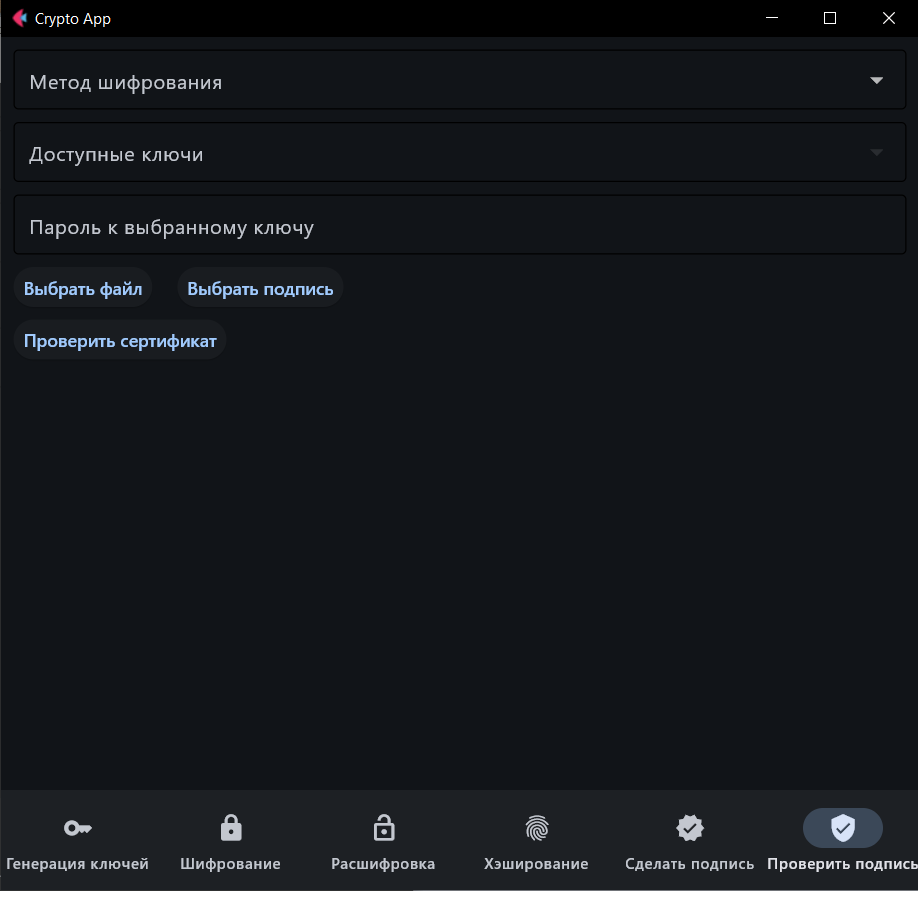 Crypto App
Метод шифрования
Доступные ключи
Пароль к выбранному ключу
Выбрать файл Выбрать подпись
Проверить сертификат
Генерация ключей Шифрование Расшифровка Хэширование Сделать подпись Проверить подпись